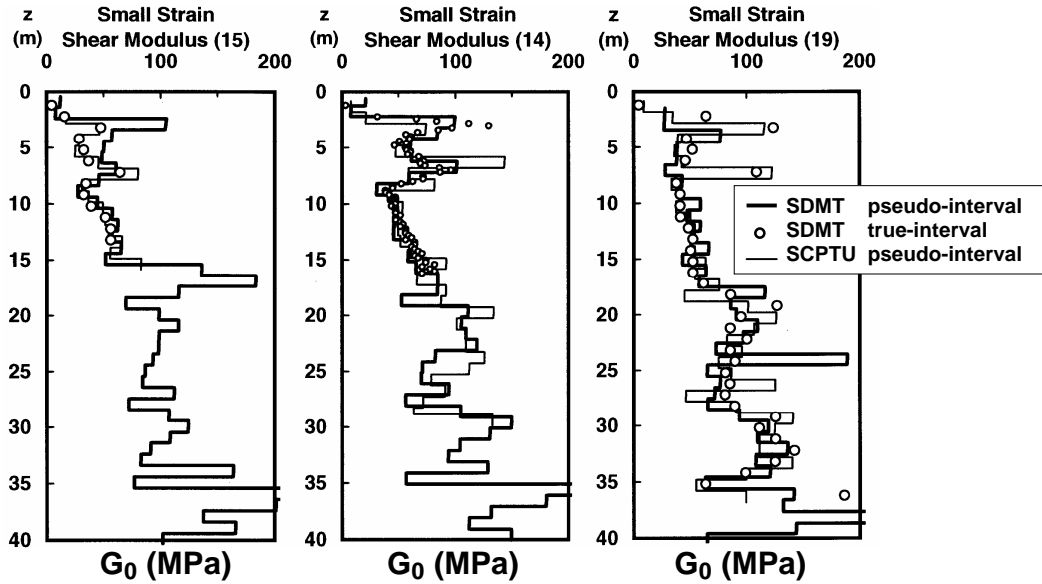 z
(m)
Small Strain
Shear Modulus (15)
0
100
200
0
5
10
15
20
25
30
35
40
G0 (MPa)
z
(m)
Small Strain
Shear Modulus (14)
0
100
200
0
5
10
15
20
25
30
35
40
G0 (MPa)
z
(m)
Small Strain
Shear Modulus (19)
0
100
200
0
5
10
15
20
25
30
35
40
G0 (MPa)
SDMT pseudo-interval
SDMT true-interval
SCPTU pseudo-interval